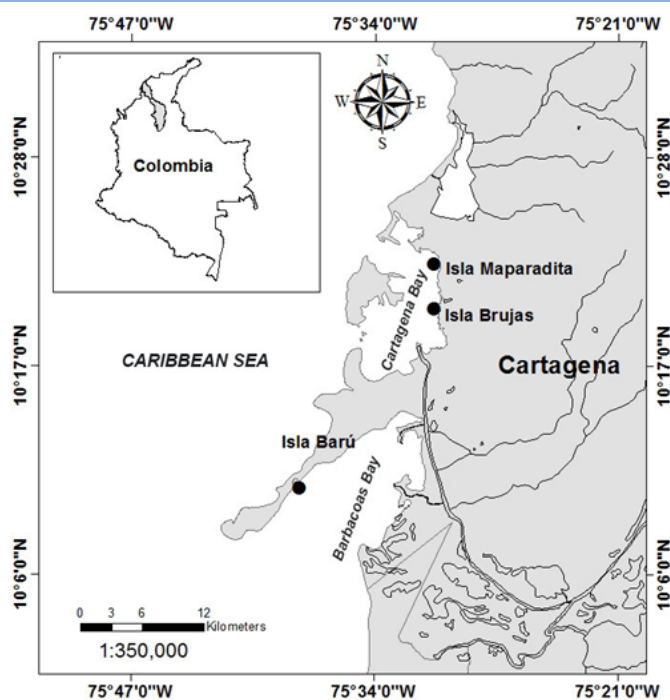 75°47'0"W 75°34'0"W 75°21'0"W
N
W E
S
10°28'0"N
10°28'0"N
Colombia
Isla Maparadita
Isla Brujas
Cartagena Bay
CARIBBEAN SEA
10°17'0"N
10°17'0"N
Cartagena
Isla Barú
Barbacoas Bay
10°6'0"N
10°6'0"N
0 3 6 12
Kilometers
1:350,000
75°47'0"W 75°34'0"W 75°21'0"W